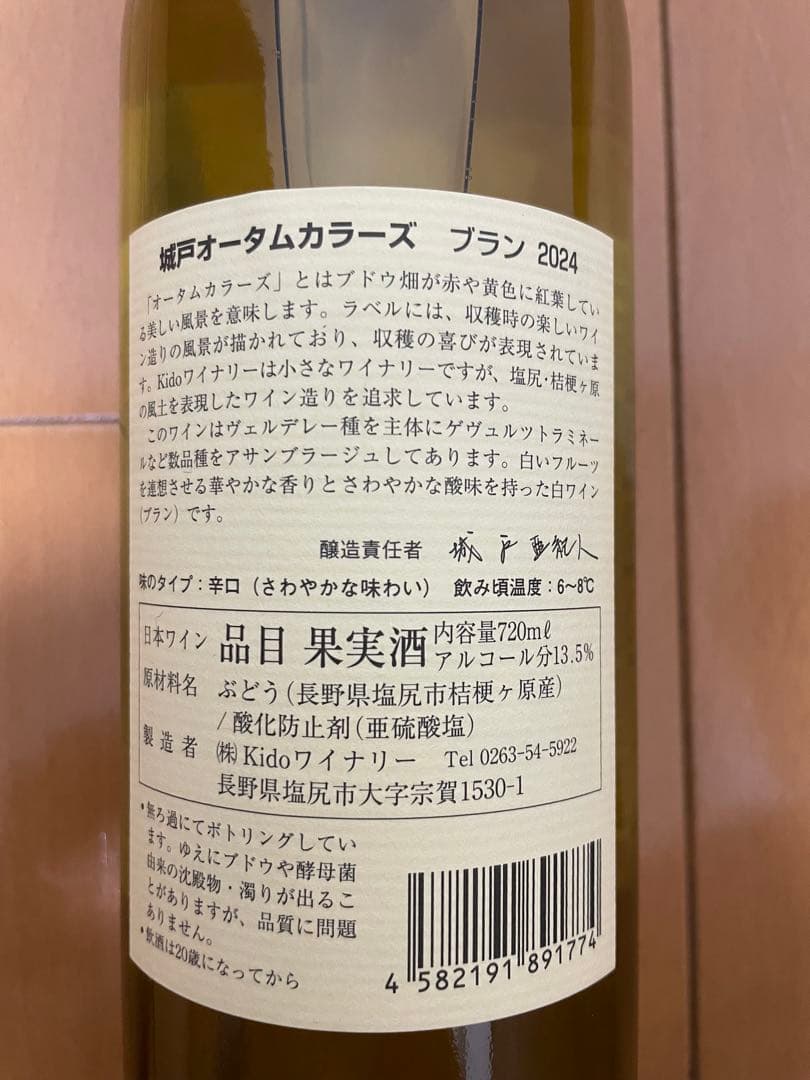 城戸オータムカラーズ　ブラン 2024
「オータムカラーズ」とはブドウ畑が赤や黄色に紅葉してい
る美しい風景を意味します。ラベルには、収穫時の楽しいワイ
ン造りの風景が描かれており、収穫の喜びが表現されていま
す。Kidoワイナリーは小さなワイナリーですが、塩尻・桔梗ヶ原
の風土を表現したワイン造りを追求しています。
このワインはヴェルデレー種を主体にゲヴュルツトラミネー
ルなど数品種をアサンブラージュしてあります。白いフルーツ
を連想させる華やかな香りとさわやかな酸味を持った白ワイン
(ブラン)です。
醸造責任者 城戸亜紀人
味のタイプ：辛口（さわやかな味わい） 飲み頃温度：6〜8℃
日本ワイン 品目 果実酒 内容量720mℓ
アルコール分13.5%
原材料名 ぶどう(長野県塩尻市桔梗ヶ原産)
/酸化防止剤(亜硫酸塩)
製造者 ㈱Kidoワイナリー Tel 0263-54-5922
長野県塩尻市大字宗賀1530-1
・無ろ過にてボトリングしてい
ます。ゆえにブドウや酵母菌
由来の沈殿物・濁りが出るこ
とがありますが、品質に問題
ありません。
・飲酒は20歳になってから
4 582191 891774